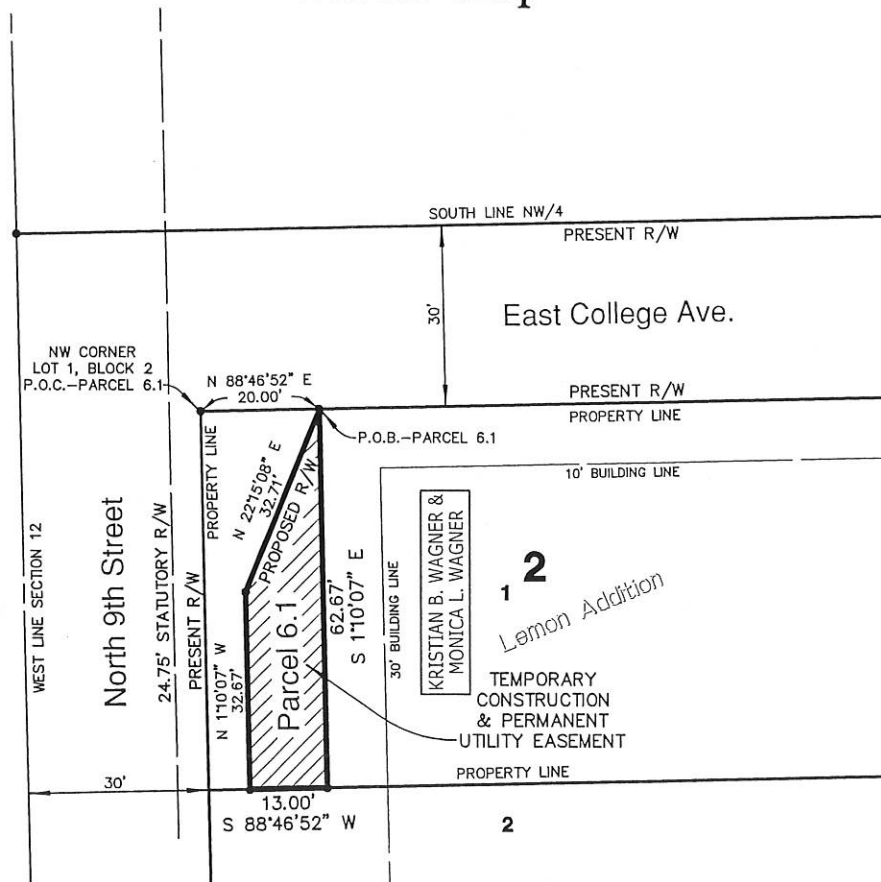 SOUTH LINE NW/4
PRESENT R/W
30'
East College Ave.
NW CORNER
LOT 1, BLOCK 2
P.O.C.-PARCEL 6.1
N 88°46'52" E
20.00'
PRESENT R/W
PROPERTY LINE
P.O.B.-PARCEL 6.1
10' BUILDING LINE
WEST LINE SECTION 12
North 9th Street
24.75' STATUTORY R/W
PRESENT R/W
PROPERTY LINE
N 22°15'08" E
32.71'
PROPOSED R/W
N 1°10'07" W
32.67'
Parcel 6.1
62.67'
S 1°10'07" E
30' BUILDING LINE
KRISTIAN B. WAGNER &
MONICA L. WAGNER
1
2
Lemon Addition
TEMPORARY
CONSTRUCTION
& PERMANENT
UTILITY EASEMENT
PROPERTY LINE
30'
13.00'
S 88°46'52" W
2